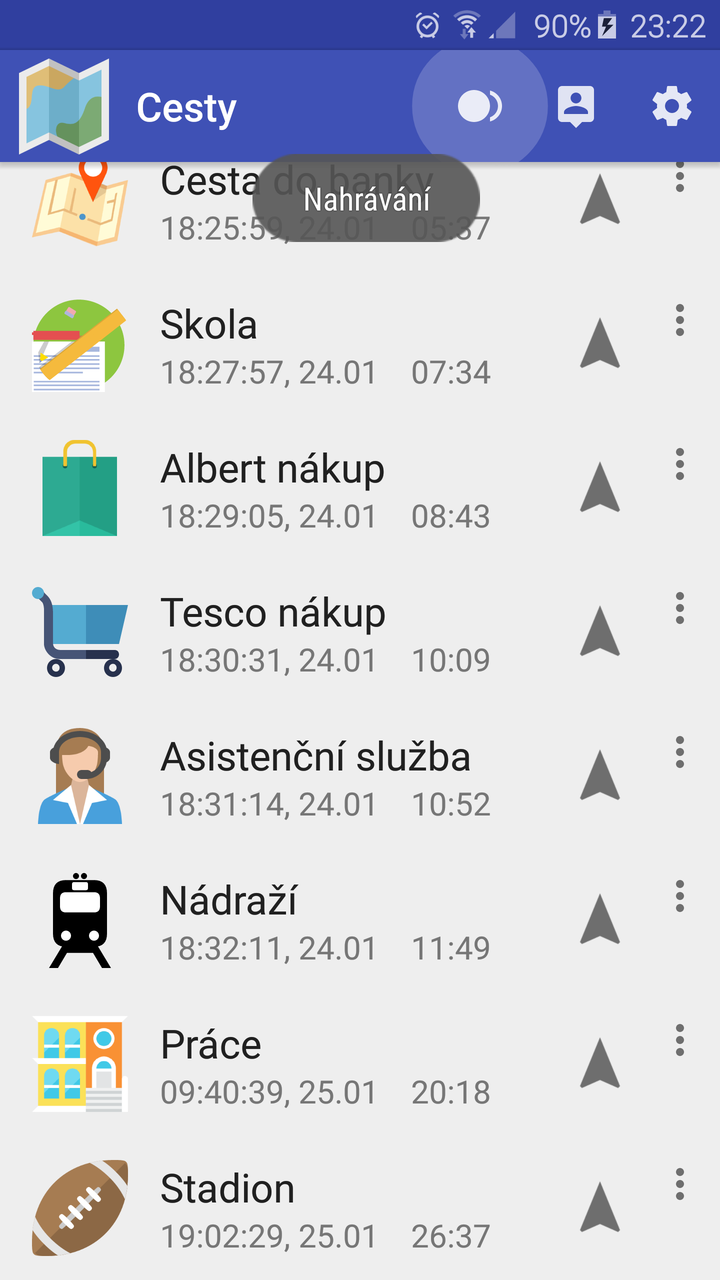 90% 23:22
Cesty
Cesta do banky
Nahrávání
18:25:59, 24.01 05:37
Skola
18:27:57, 24.01 07:34
Albert nákup
18:29:05, 24.01 08:43
Tesco nákup
18:30:31, 24.01 10:09
Asistenční služba
18:31:14, 24.01 10:52
Nádraží
18:32:11, 24.01 11:49
Práce
09:40:39, 25.01 20:18
Stadion
19:02:29, 25.01 26:37